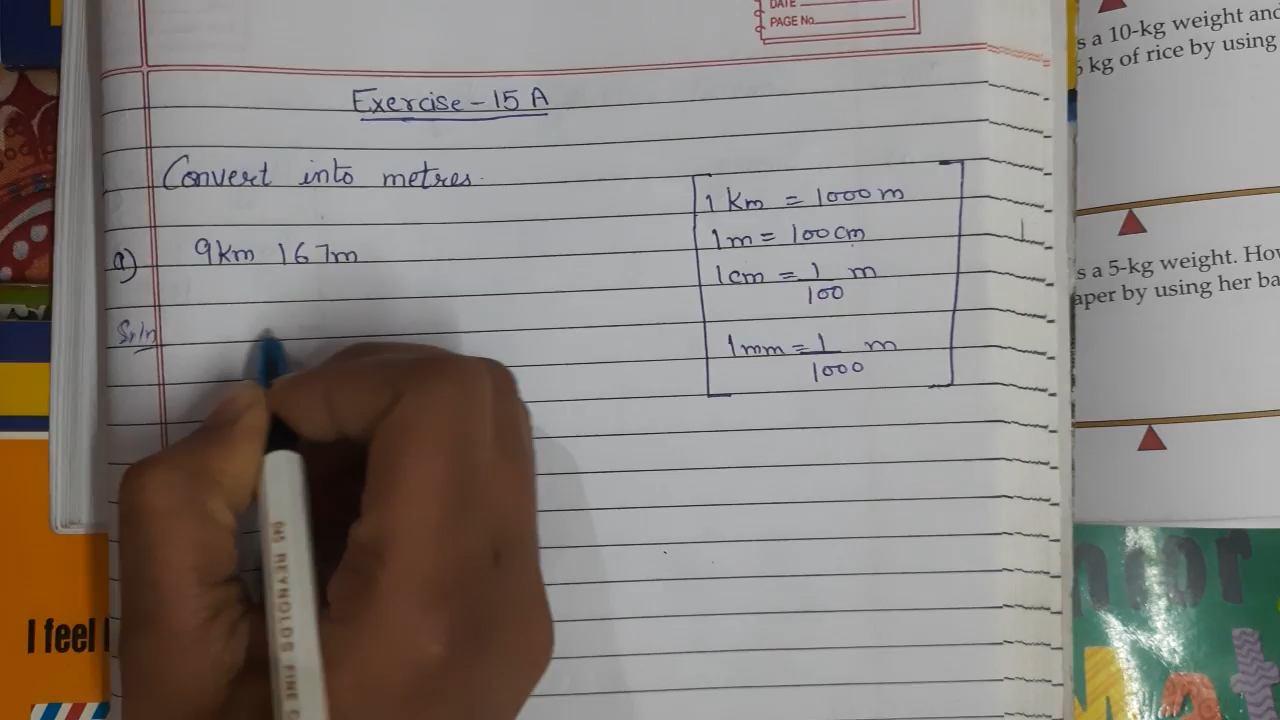 DATE
PAGE No.
s a 10-kg weight and
kg of rice by using
Exercise - 15 A
Convert into metres.
1 Km = 1000 m
1m = 100 cm
1cm = 1/100 m
1mm = 1/1000 m
a) 9km 167m
Soln
s a 5-kg weight. How
aper by using her ba
I feel
045 REYNOLDS FINE
Mat